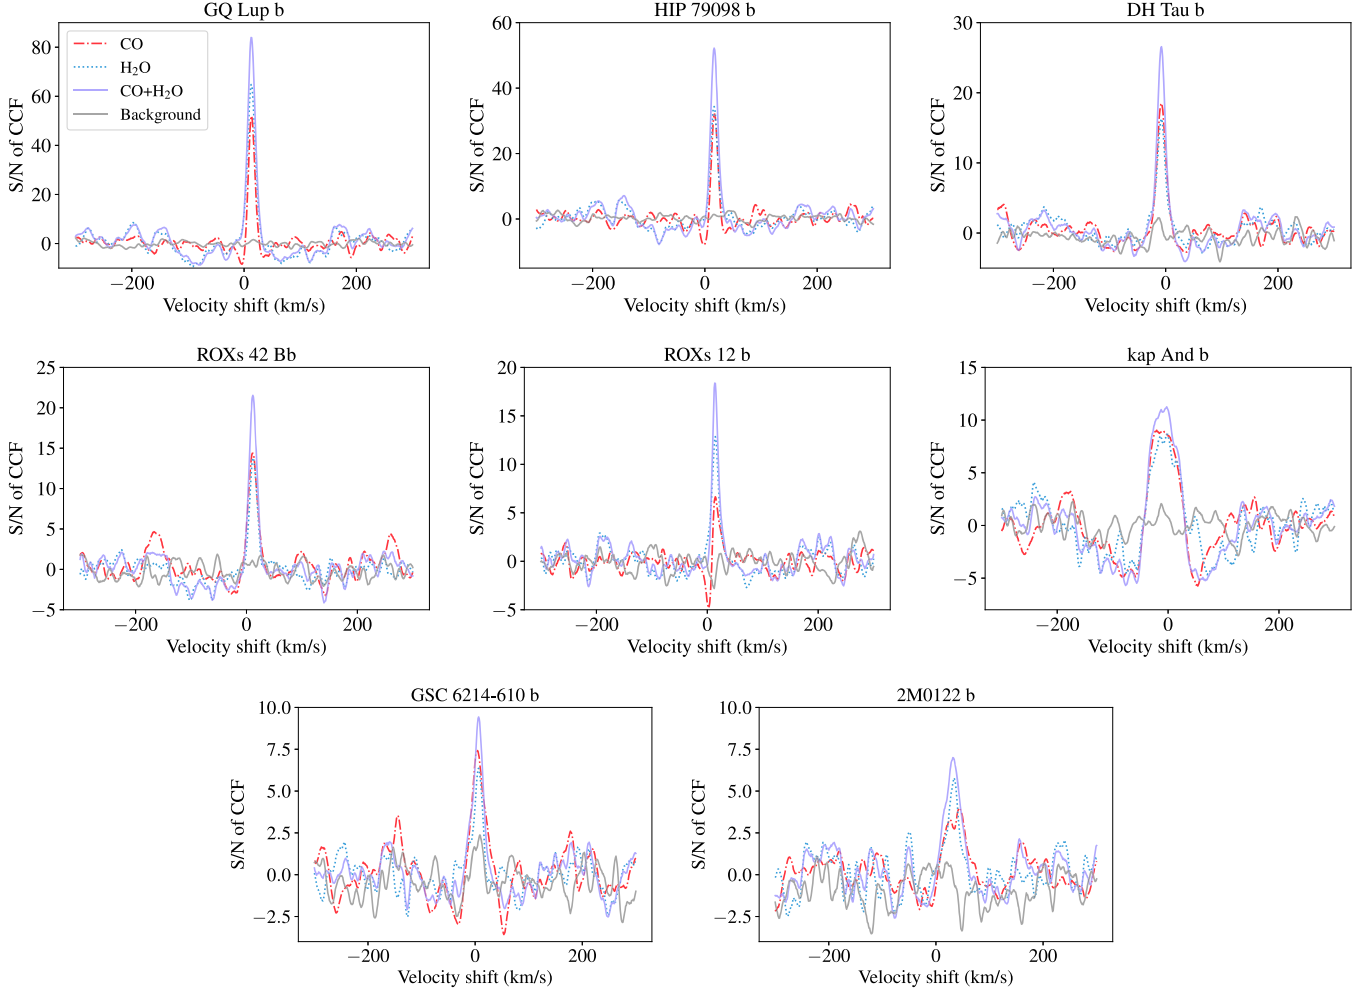 GQ Lup b
HIP 79098 b
DH Tau b
CO
H₂O
CO+H₂O
Background
S/N of CCF
80
60
40
20
0
−200
0
200
Velocity shift (km/s)
S/N of CCF
60
40
20
0
−200
0
200
Velocity shift (km/s)
S/N of CCF
30
20
10
0
−200
0
200
Velocity shift (km/s)
ROXs 42 Bb
ROXs 12 b
kap And b
S/N of CCF
25
20
15
10
5
0
−5
−200
0
200
Velocity shift (km/s)
S/N of CCF
20
15
10
5
0
−5
−200
0
200
Velocity shift (km/s)
S/N of CCF
15
10
5
0
−5
−200
0
200
Velocity shift (km/s)
GSC 6214-610 b
2M0122 b
S/N of CCF
10.0
7.5
5.0
2.5
0.0
−2.5
−200
0
200
Velocity shift (km/s)
S/N of CCF
10.0
7.5
5.0
2.5
0.0
−2.5
−200
0
200
Velocity shift (km/s)